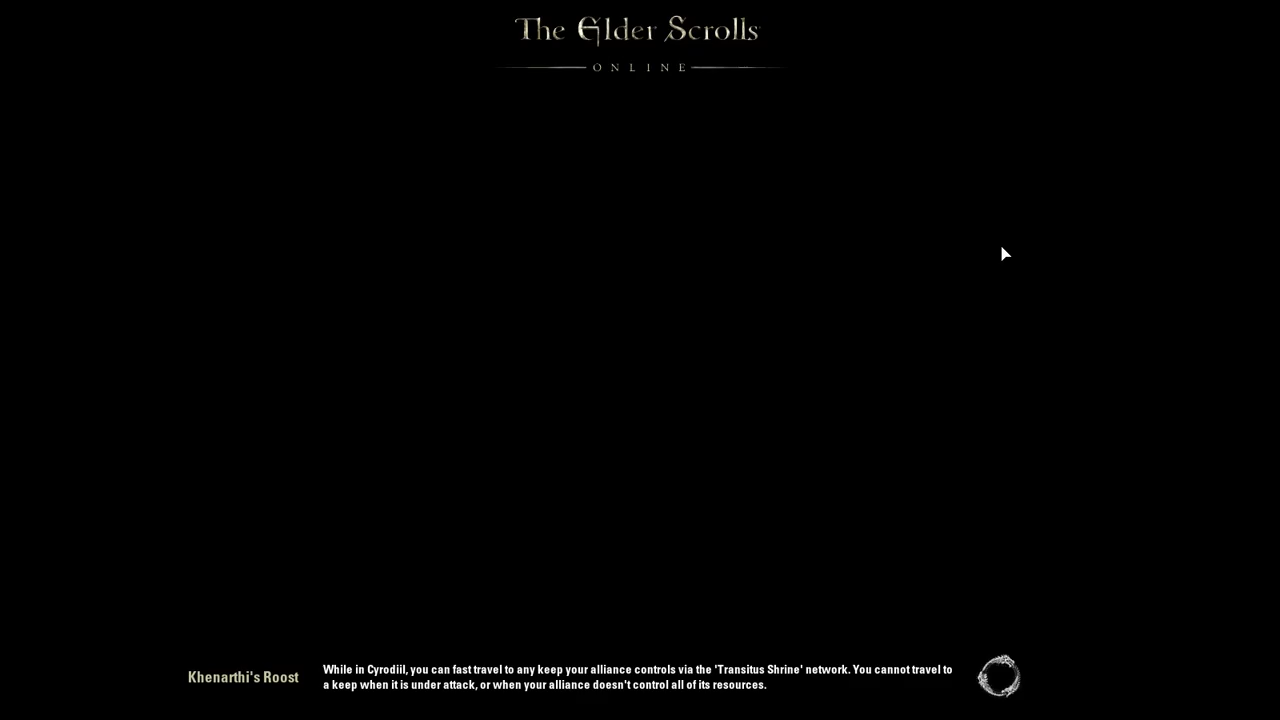 The Elder Scrolls
ONLINE
Khenarthi's Roost
While in Cyrodiil, you can fast travel to any keep your alliance controls via the 'Transitus Shrine' network. You cannot travel to
a keep when it is under attack, or when your alliance doesn't control all of its resources.